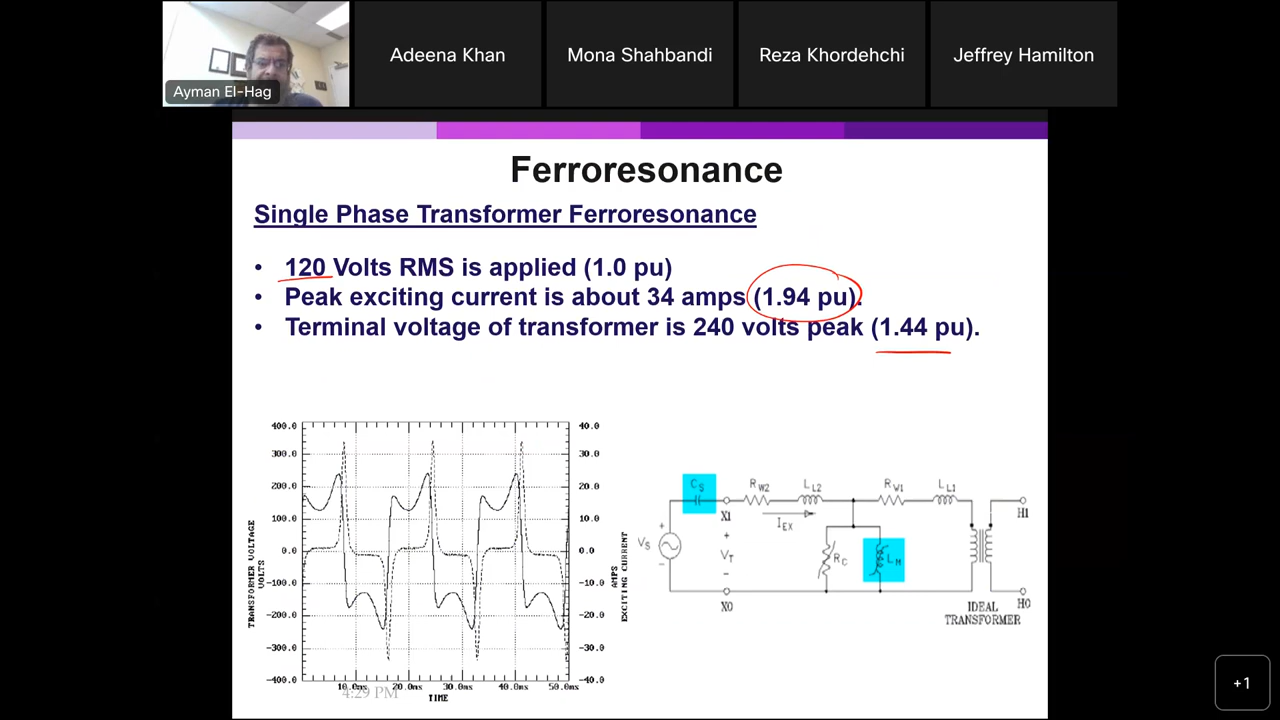 Ayman El-Hag
Adeena Khan
Mona Shahbandi
Reza Khordehchi
Jeffrey Hamilton
Ferroresonance
Single Phase Transformer Ferroresonance
• 120 Volts RMS is applied (1.0 pu)
• Peak exciting current is about 34 amps (1.94 pu).
• Terminal voltage of transformer is 240 volts peak (1.44 pu).
400.0
300.0
200.0
100.0
0.0
-100.0
-200.0
-300.0
-400.0
TRANSFORMER VOLTAGE
VOLTS
40.0
30.0
20.0
10.0
0.0
-10.0
-20.0
-30.0
-40.0
AMPS
EXCITING CURRENT
10.0ms 20.0ms 30.0ms 40.0ms 50.0ms
TIME
4:29 PM
CS RW2 LL2 RW1 LL1
X1 IEX H1
VS + - + VT - RC LM
X0 H0
IDEAL
TRANSFORMER
+1